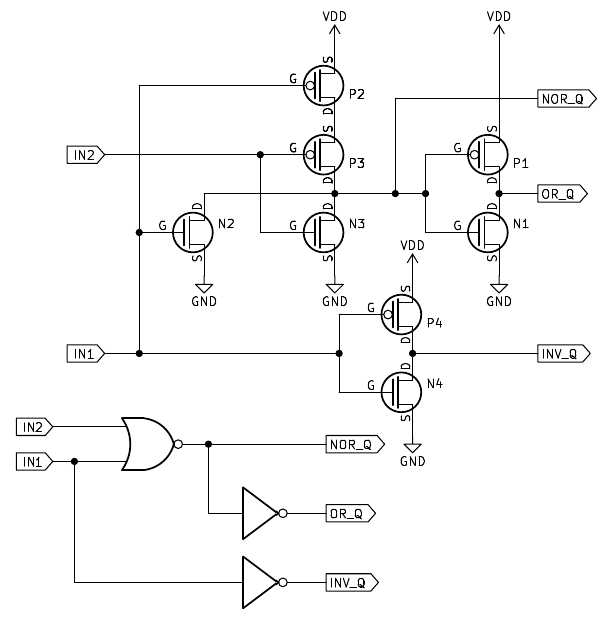 VDD
VDD
S
G
P2
D
NOR_Q
S
S
IN2
G
P3
G
P1
D
D
OR_Q
D
D
D
G
N2
G
N3
G
N1
S
S
S
VDD
GND
GND
GND
S
G
P4
D
IN1
INV_Q
D
G
N4
S
GND
IN2
NOR_Q
IN1
OR_Q
INV_Q